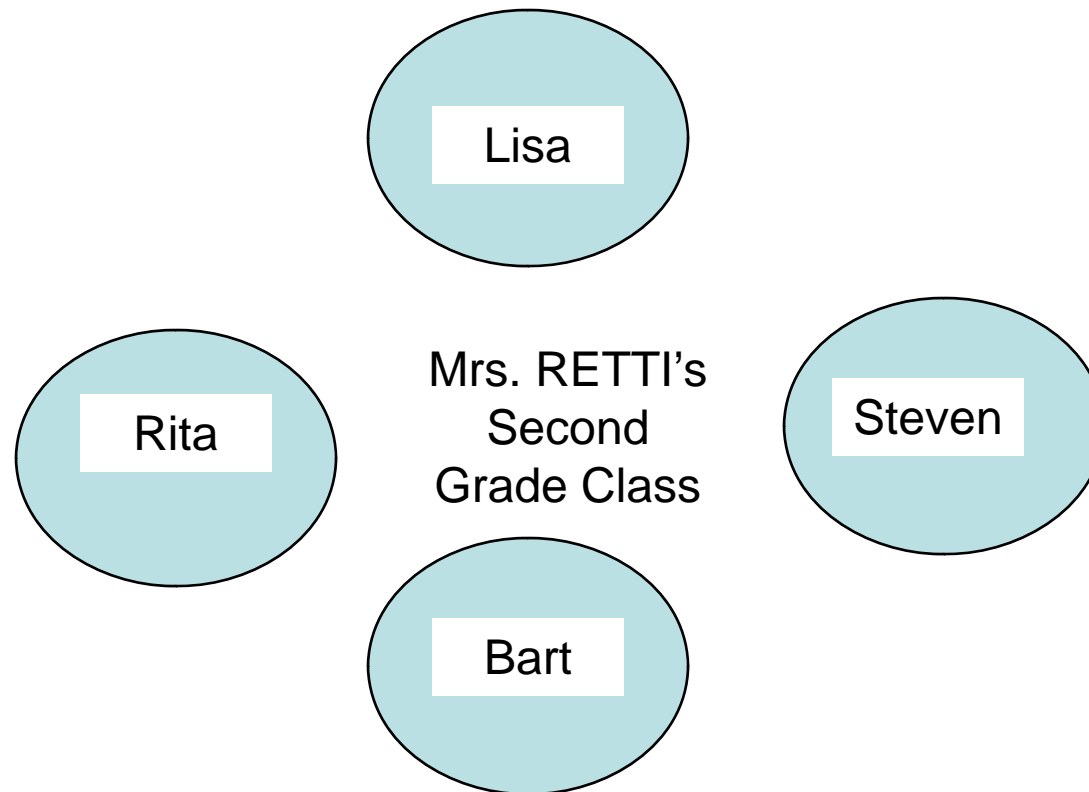 Lisa
Mrs. RETTI’s
Second
Grade Class
Rita
Steven
Bart